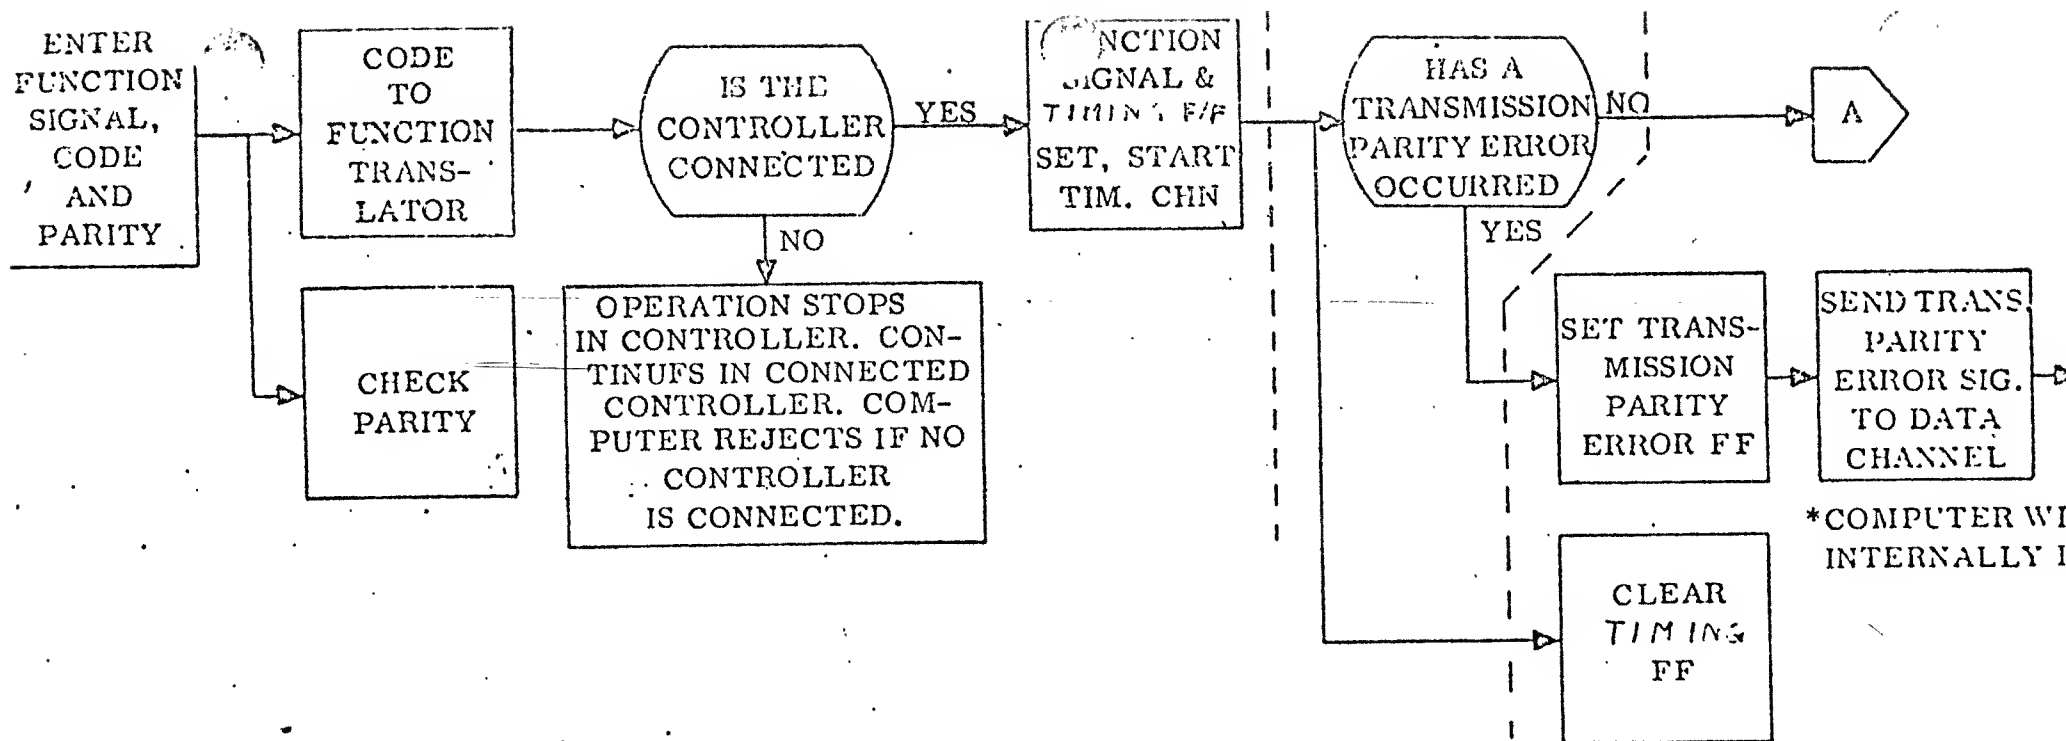 ENTER
FUNCTION
SIGNAL,
CODE
AND
PARITY
CODE
TO
FUNCTION
TRANS-
LATOR
CHECK
PARITY
IS THE
CONTROLLER
CONNECTED
YES
NO
OPERATION STOPS
IN CONTROLLER. CON-
TINUFS IN CONNECTED
CONTROLLER. COM-
PUTER REJECTS IF NO
CONTROLLER
IS CONNECTED.
NCTION
IGNAL &
TIMING F/F
SET, START
TIM. CHN
HAS A
TRANSMISSION
PARITY ERROR
OCCURRED
NO
A
YES
SET TRANS-
MISSION
PARITY
ERROR FF
SEND TRANS.
PARITY
ERROR SIG.
TO DATA
CHANNEL
*COMPUTER WI
INTERNALLY I
CLEAR
TIMING
FF